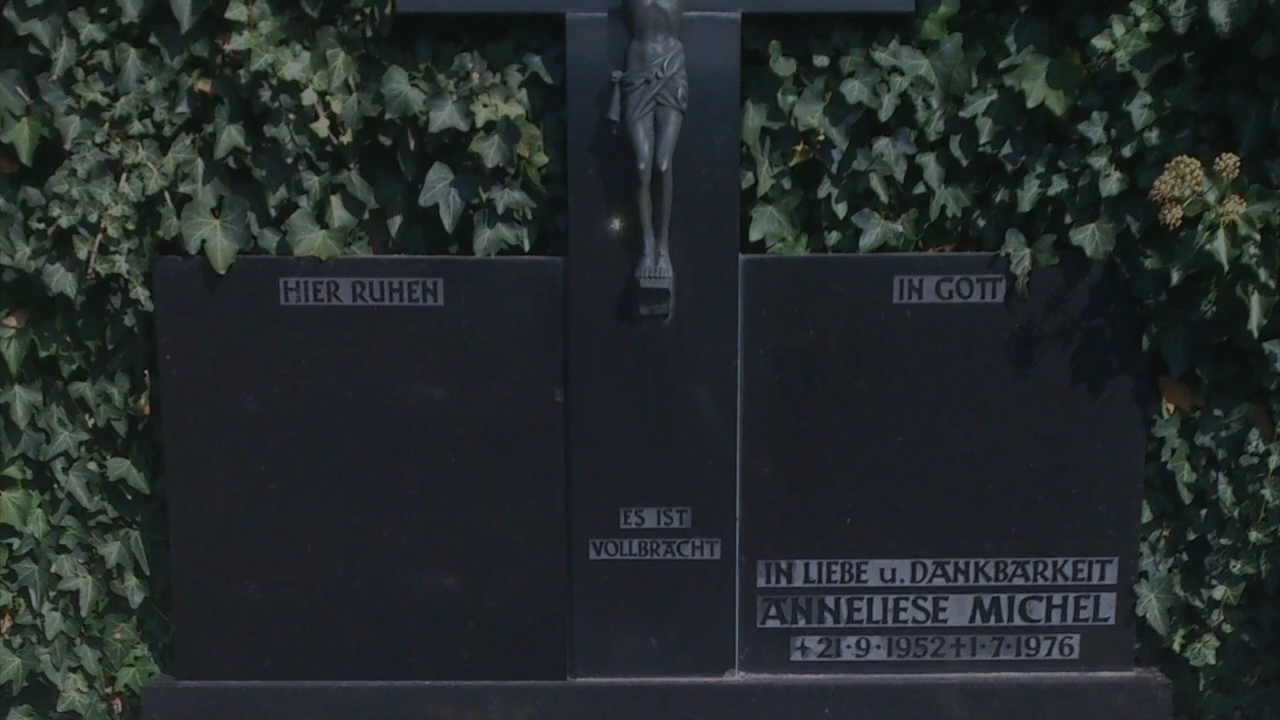 HIER RUHEN
IN GOTT
ES IST
VOLLBRACHT
IN LIEBE u. DANKBARKEIT
ANNELIESE MICHEL
+21·9·1952+1·7·1976